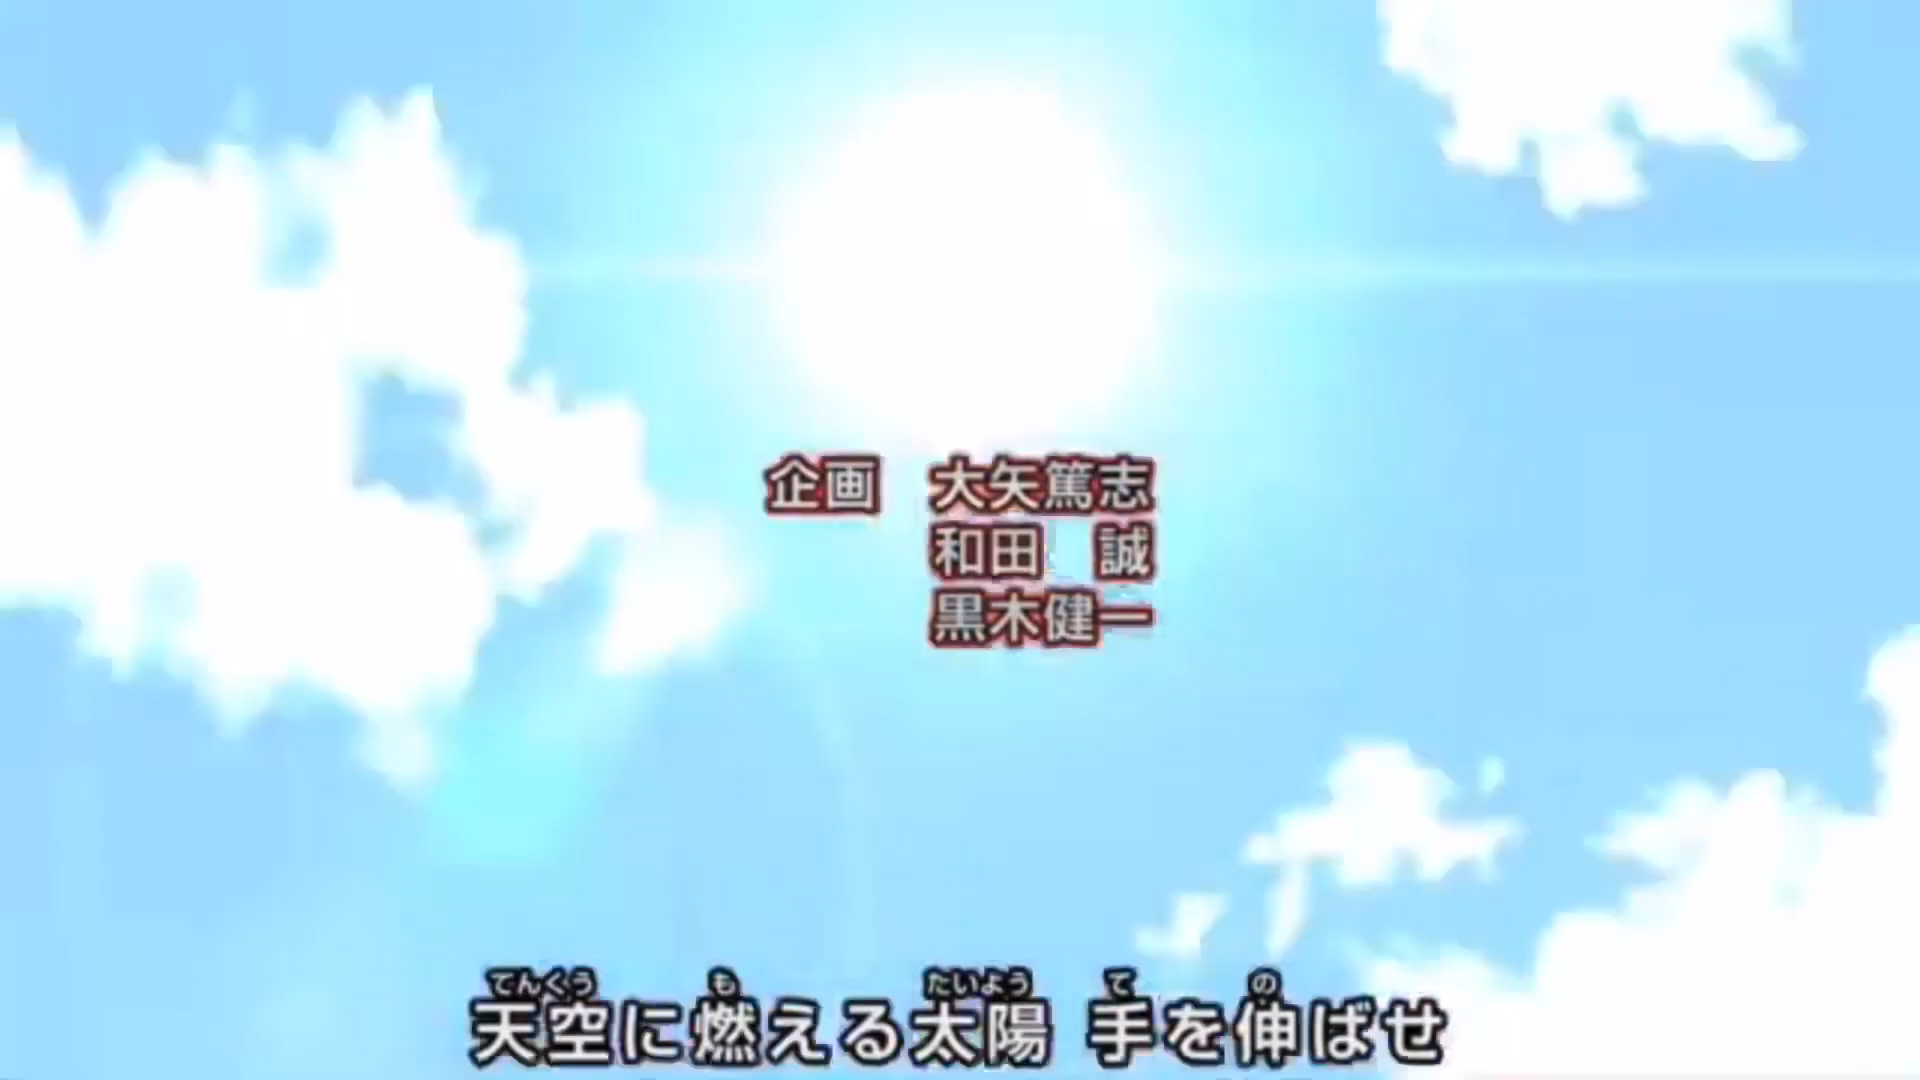 企画 大矢篤志
和田 誠
黒木健一
てんくう も たいよう て の
天空に燃える太陽 手を伸ばせ